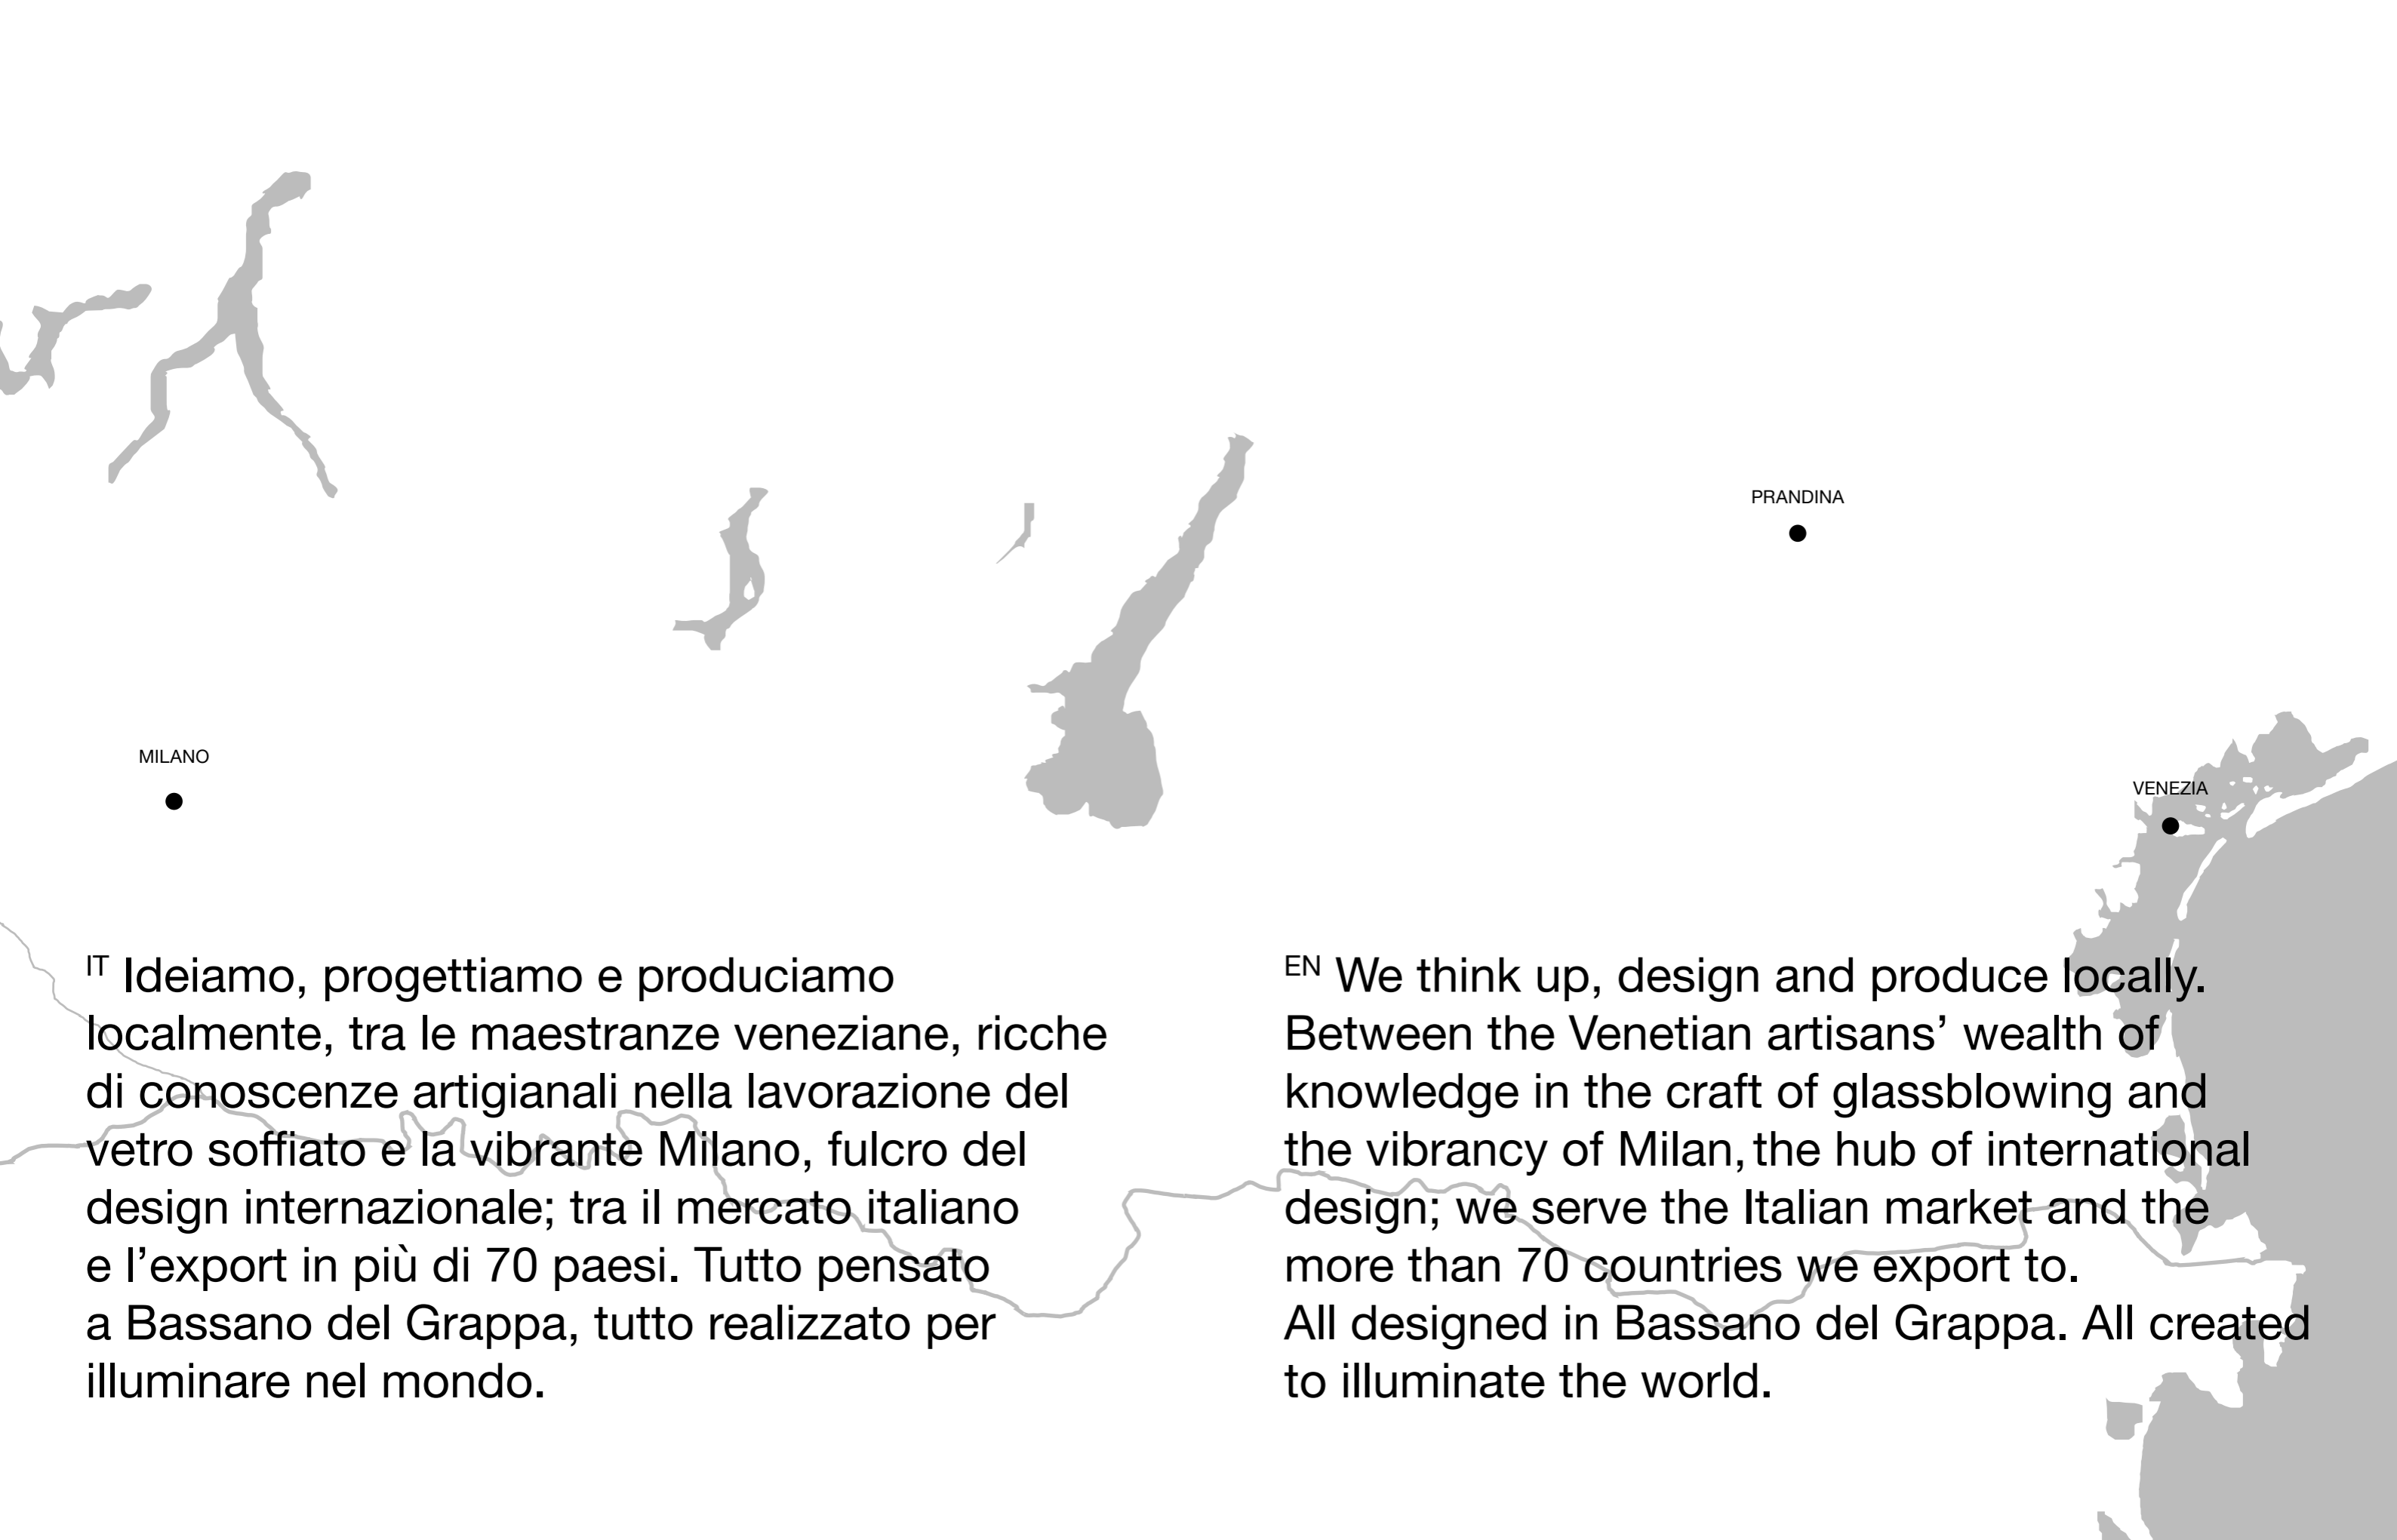 PRANDINA
MILANO
VENEZIA
IT Ideiamo, progettiamo e produciamo
localmente, tra le maestranze veneziane, ricche
di conoscenze artigianali nella lavorazione del
vetro soffiato e la vibrante Milano, fulcro del
design internazionale; tra il mercato italiano
e l’export in più di 70 paesi. Tutto pensato
a Bassano del Grappa, tutto realizzato per
illuminare nel mondo.
EN We think up, design and produce locally.
Between the Venetian artisans’ wealth of
knowledge in the craft of glassblowing and
the vibrancy of Milan, the hub of international
design; we serve the Italian market and the
more than 70 countries we export to.
All designed in Bassano del Grappa. All created
to illuminate the world.